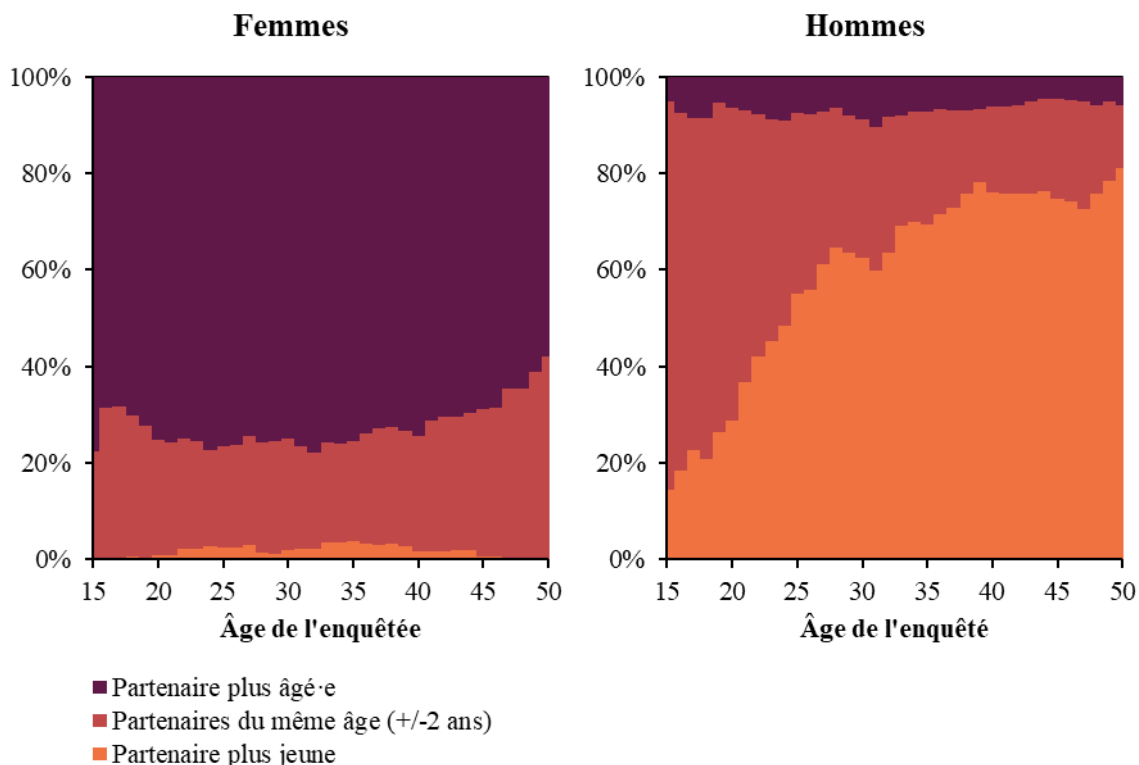 Femmes
Hommes
100%
80%
60%
40%
20%
0%
15 20 25 30 35 40 45 50
Âge de l'enquêtée
100%
80%
60%
40%
20%
0%
15 20 25 30 35 40 45 50
Âge de l'enquêté
Partenaire plus âgé·e
Partenaires du même âge (+/-2 ans)
Partenaire plus jeune